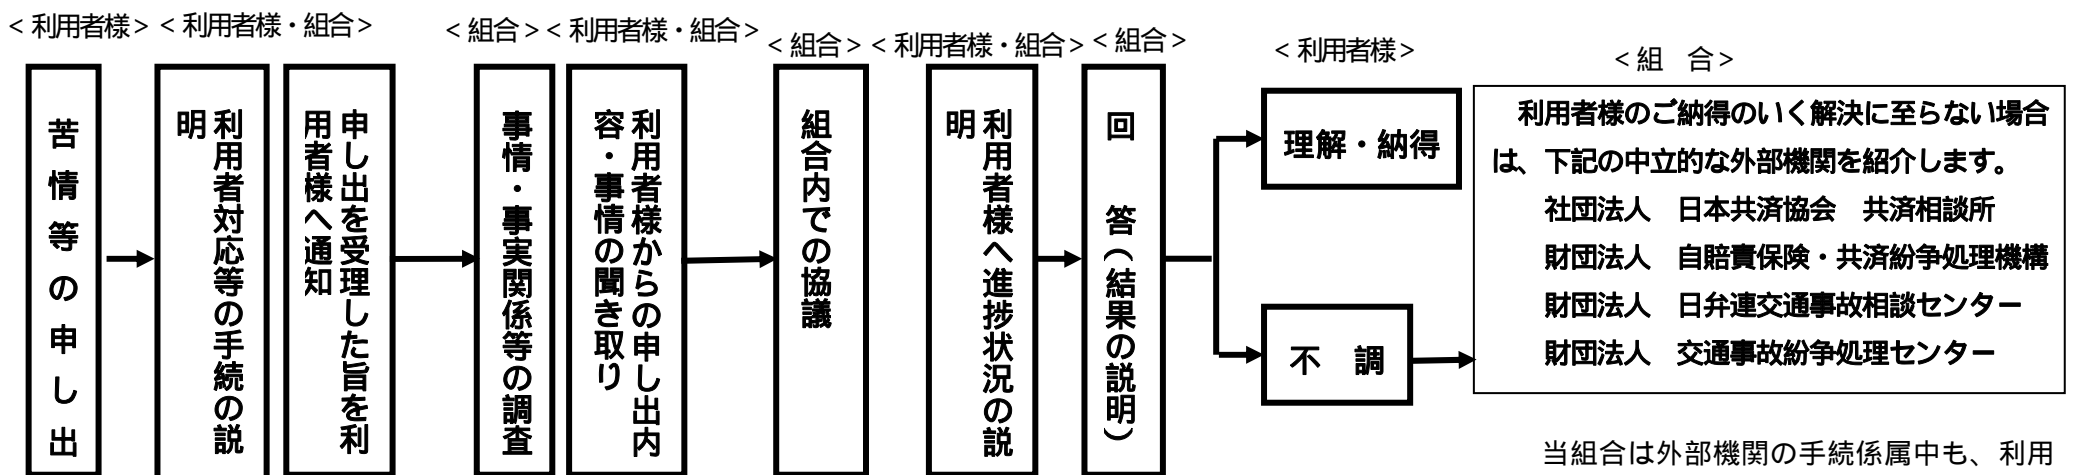 ＜利用者様＞
＜利用者様・組合＞
＜組合＞
＜利用者様・組合＞
＜組合＞
＜利用者様・組合＞
＜組合＞
＜利用者様＞
＜組　合＞
苦情等の申し出
利用者対応等の手続の説
明
申し出を受理した旨を利
用者様へ通知
事情・事実関係等の調査
利用者様からの申し出内
容・事情の聞き取り
組合内での協議
利用者様へ進捗状況の説
明
回　答（結果の説明）
理解・納得
不　調
利用者様のご納得のいく解決に至らない場合
は、下記の中立的な外部機関を紹介します。
社団法人　日本共済協会　共済相談所
財団法人　自賠責保険・共済紛争処理機構
財団法人　日弁連交通事故相談センター
財団法人　交通事故紛争処理センター
当組合は外部機関の手続係属中も、利用